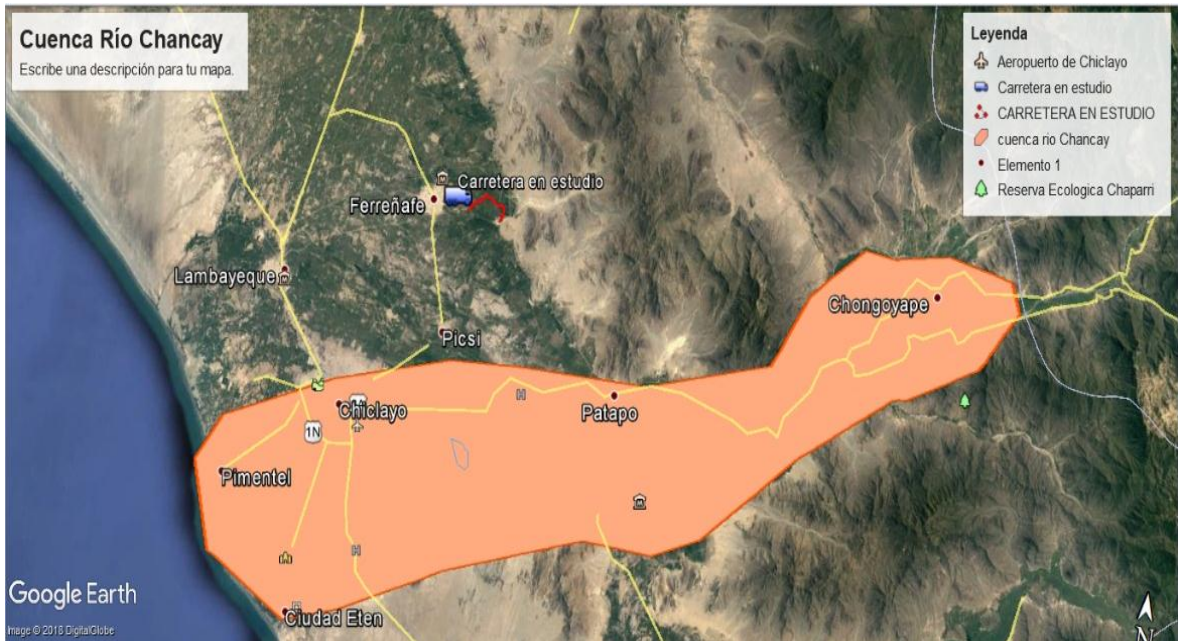 Cuenca Río Chancay
Escribe una descripción para tu mapa.
Leyenda
Aeropuerto de Chiclayo
Carretera en estudio
CARRETERA EN ESTUDIO
cuenca rio Chancay
Elemento 1
Reserva Ecologica Chaparri
Carretera en estudio
Ferreñafe
Lambayeque
Picsi
Chongoyape
H
Chiclayo
Patapo
1N
Pimentel
H
H
Ciudad Eten
Google Earth
Image © 2018 DigitalGlobe
N